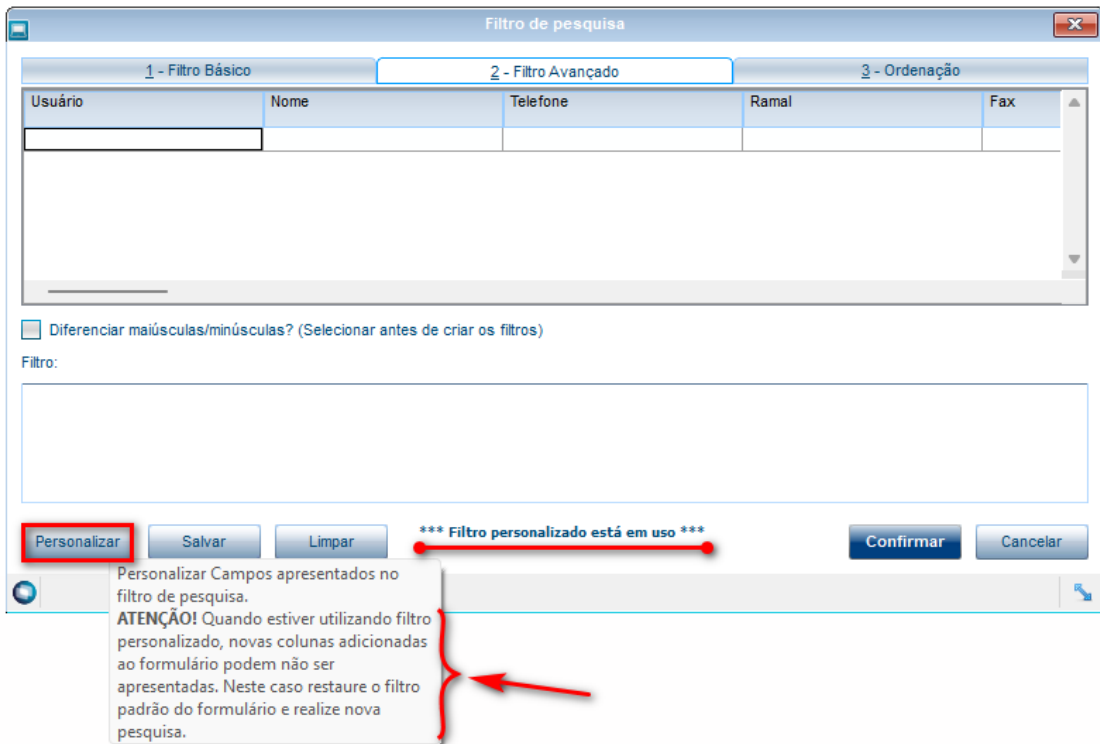 Filtro de pesquisa
1 - Filtro Básico
2 - Filtro Avançado
3 - Ordenação
Usuário
Nome
Telefone
Ramal
Fax
Diferenciar maiúsculas/minúsculas? (Selecionar antes de criar os filtros)
Filtro:
Personalizar
Salvar
Limpar
*** Filtro personalizado está em uso ***
Confirmar
Cancelar
Personalizar Campos apresentados no
filtro de pesquisa.
ATENÇÃO! Quando estiver utilizando filtro
personalizado, novas colunas adicionadas
ao formulário podem não ser
apresentadas. Neste caso restaure o filtro
padrão do formulário e realize nova
pesquisa.